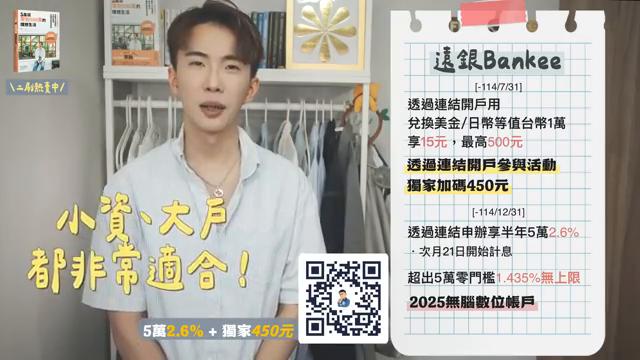 二刷熱賣中
小資、大戶
都非常適合！
5萬2.6% + 獨家450元
遠銀Bankee
[-114/7/31]
透過連結開戶用
兌換美金/日幣等值台幣1萬
享15元，最高500元
透過連結開戶參與活動
獨家加碼450元
[-114/12/31]
透過連結申辦享半年5萬2.6%
．次月21日開始計息
超出5萬零門檻1.435%無上限
2025無腦數位帳戶